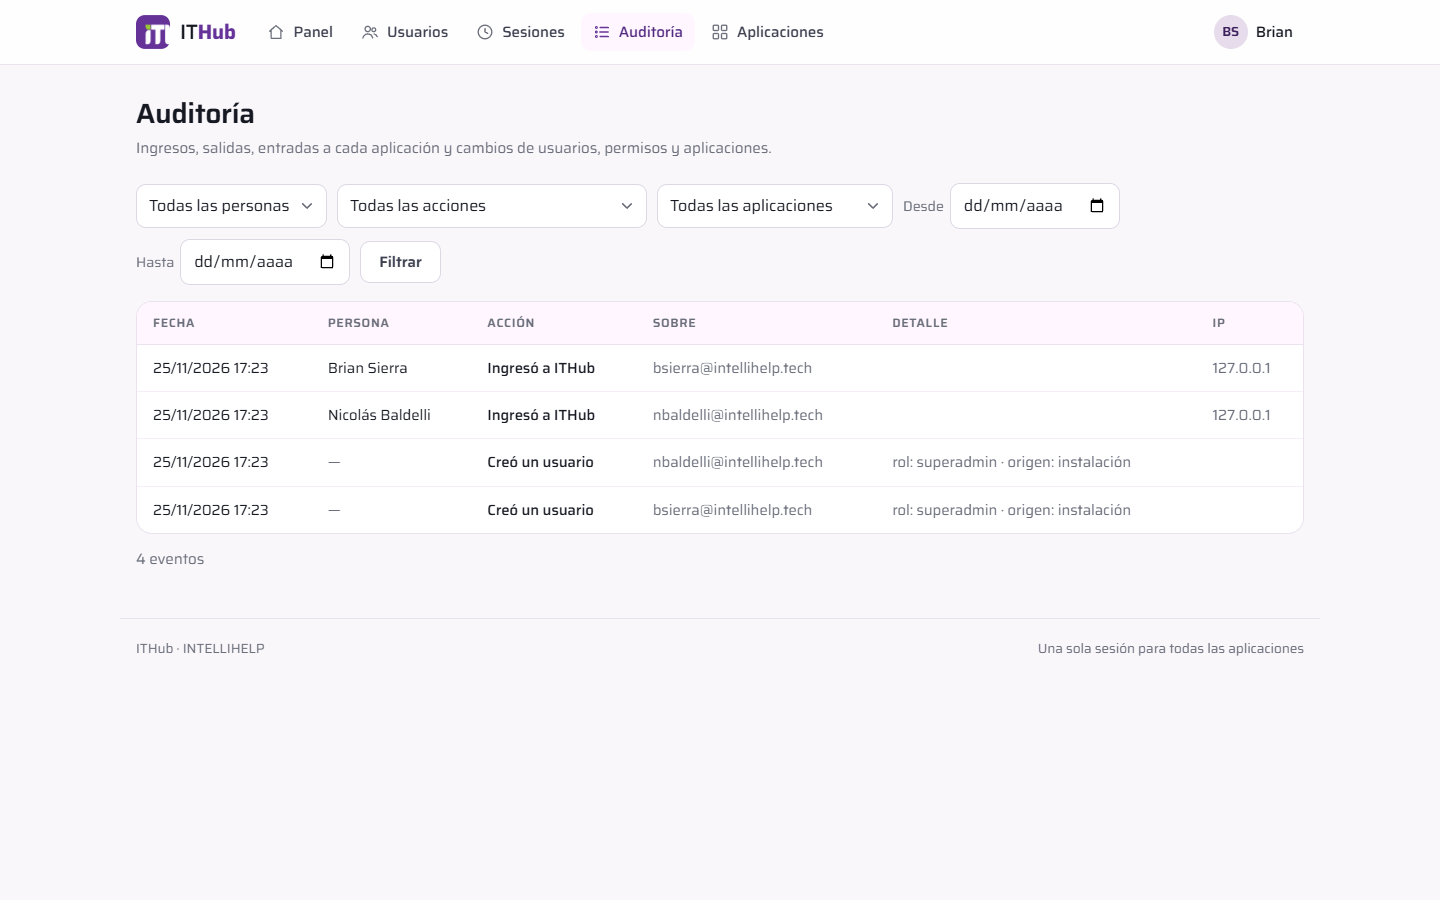 ITHub Panel Usuarios Sesiones Auditoría Aplicaciones BS Brian
Auditoría
Ingresos, salidas, entradas a cada aplicación y cambios de usuarios, permisos y aplicaciones.
Todas las personas Todas las acciones Todas las aplicaciones Desde dd/mm/aaaa
Hasta dd/mm/aaaa Filtrar
FECHA PERSONA ACCIÓN SOBRE DETALLE IP
25/11/2026 17:23 Brian Sierra Ingresó a ITHub bsierra@intellihelp.tech 127.0.0.1
25/11/2026 17:23 Nicolás Baldelli Ingresó a ITHub nbaldelli@intellihelp.tech 127.0.0.1
25/11/2026 17:23 — Creó un usuario nbaldelli@intellihelp.tech rol: superadmin · origen: instalación
25/11/2026 17:23 — Creó un usuario bsierra@intellihelp.tech rol: superadmin · origen: instalación
4 eventos
ITHub · INTELLIHELP Una sola sesión para todas las aplicaciones